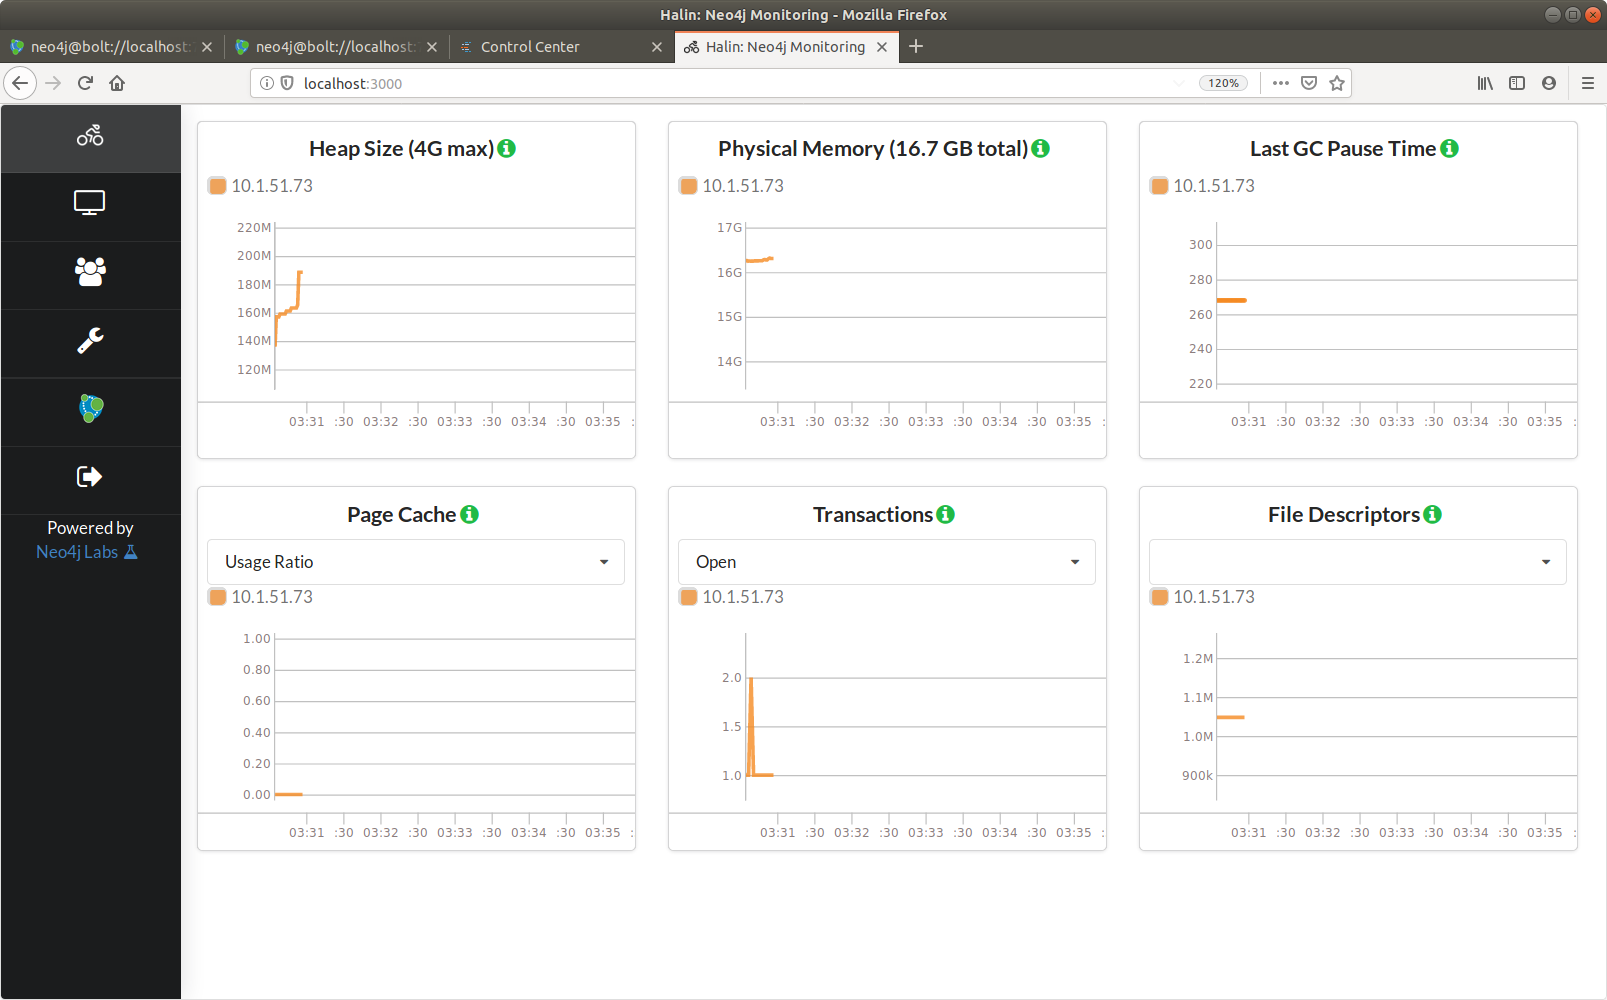 Halin: Neo4j Monitoring - Mozilla Firefox
neo4j@bolt://localhost:
neo4j@bolt://localhost:
Control Center
Halin: Neo4j Monitoring
localhost:3000
120%
Powered by
Neo4j Labs
Heap Size (4G max)
10.1.51.73
220M
200M
180M
160M
140M
120M
03:31 :30 03:32 :30 03:33 :30 03:34 :30 03:35 :
Physical Memory (16.7 GB total)
10.1.51.73
17G
16G
15G
14G
03:31 :30 03:32 :30 03:33 :30 03:34 :30 03:35 :
Last GC Pause Time
10.1.51.73
300
280
260
240
220
03:31 :30 03:32 :30 03:33 :30 03:34 :30 03:35 :
Page Cache
Usage Ratio
10.1.51.73
1.00
0.80
0.60
0.40
0.20
0.00
03:31 :30 03:32 :30 03:33 :30 03:34 :30 03:35 :
Transactions
Open
10.1.51.73
2.0
1.5
1.0
03:31 :30 03:32 :30 03:33 :30 03:34 :30 03:35 :
File Descriptors
10.1.51.73
1.2M
1.1M
1.0M
900k
03:31 :30 03:32 :30 03:33 :30 03:34 :30 03:35 :